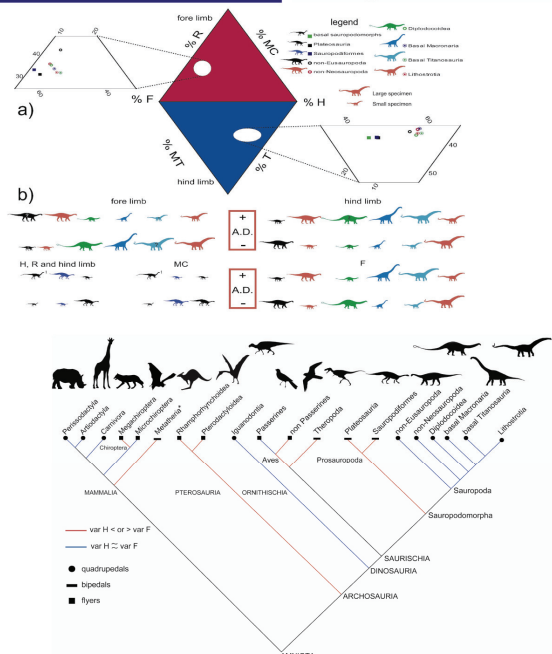 fore limb
% R
% MC
10
20
40
30
60
% F
% H
a)
% MT
% T
hind limb
legend
basal sauropodomorphs
Plateosauria
Sauropodiformes
non-Eusauropoda
non-Neosauropoda
Diplodocoidea
Basal Macronaria
Basal Titanosauria
Lithostrotia
Large specimen
Small specimen
40
60
40
50
20
10
b)
fore limb
hind limb
+
A.D.
-
H, R and hind limb
MC
F
+
A.D.
-
Perissodactyla
Artiodactyla
Carnivora
Megachiroptera
Microchiroptera
Metatheria*
Rhamphorhynchoidea
Pterodactyloidea
Iguanodontia
Passerines
non Passerines
Theropoda
Plateosauria
Sauropodiformes
non-Eusauropoda
non-Neosauropoda
Diplodocoidea
basal Macronaria
basal Titanosauria
Lithostrotia
Chiroptera
Aves
Prosauropoda
MAMMALIA
PTEROSAURIA
ORNITHISCHIA
Sauropoda
Sauropodomorpha
var H < or > var F
var H ≂ var F
quadrupedals
bipedals
flyers
SAURISCHIA
DINOSAURIA
ARCHOSAURIA